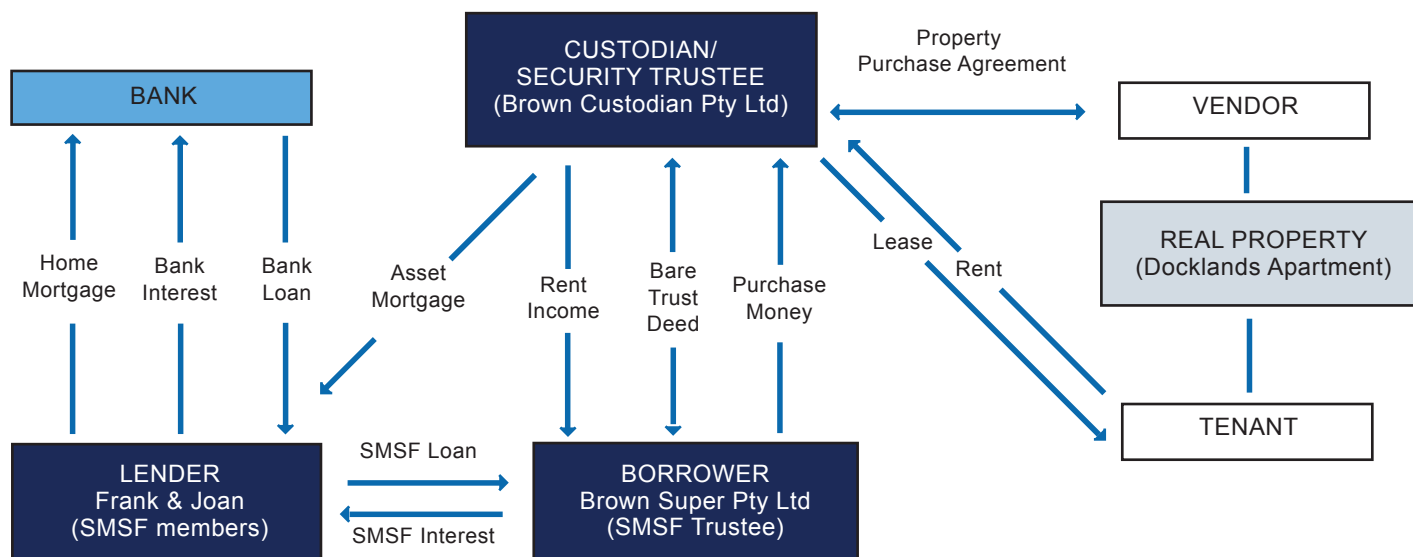 CUSTODIAN/
SECURITY TRUSTEE
(Brown Custodian Pty Ltd)
Property
Purchase Agreement
BANK
VENDOR
Home
Mortgage
Bank
Interest
Bank
Loan
Asset
Mortgage
Rent
Income
Bare
Trust
Deed
Purchase
Money
Lease
Rent
REAL PROPERTY
(Docklands Apartment)
TENANT
LENDER
Frank & Joan
(SMSF members)
SMSF Loan
SMSF Interest
BORROWER
Brown Super Pty Ltd
(SMSF Trustee)